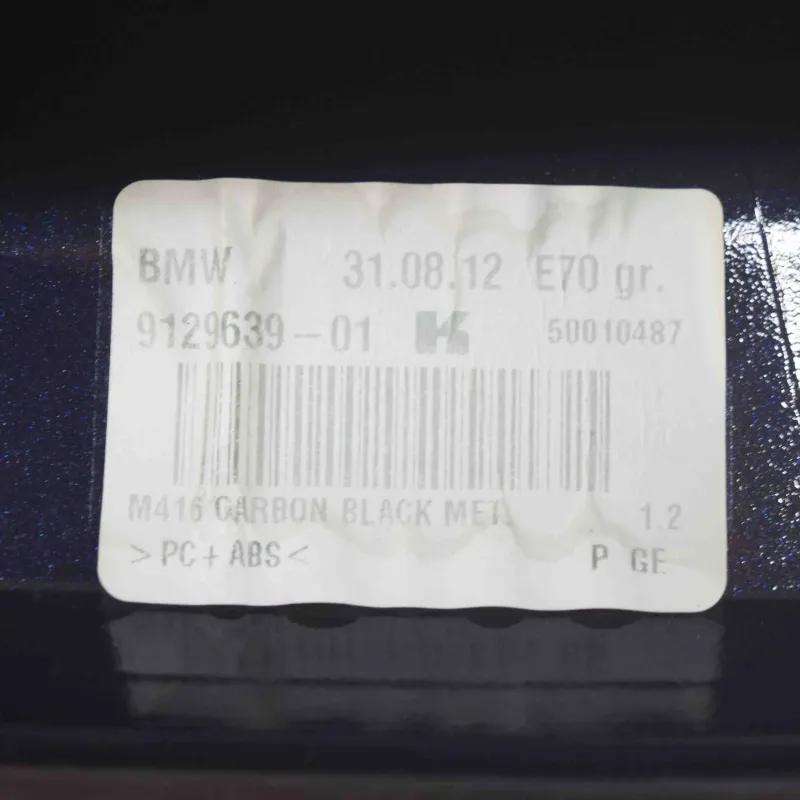 BMW 31.08.12 E70 gr.
9129639-01 K 50010487
M416 CARBON BLACK MET. 1.2
>PC+ABS< P GE